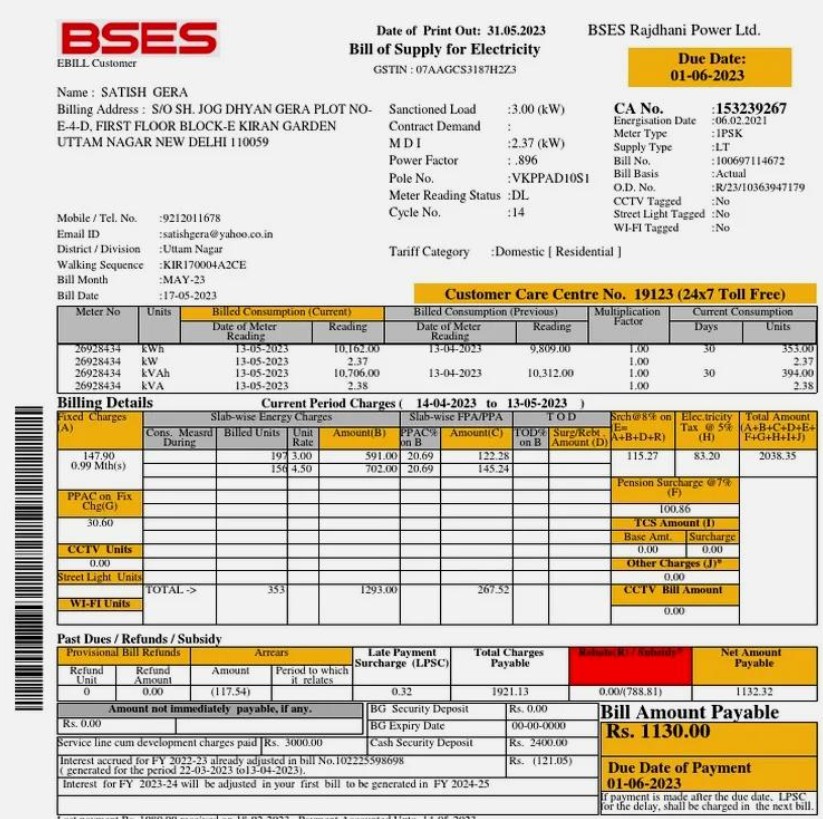 BSES
EBILL Customer
Date of Print Out: 31.05.2023
Bill of Supply for Electricity
GSTIN : 07AAGCS3187H2Z3
BSES Rajdhani Power Ltd.
Due Date:
01-06-2023
Name : SATISH GERA
Billing Address : S/O SH. JOG DHYAN GERA PLOT NO-
E-4-D, FIRST FLOOR BLOCK-E KIRAN GARDEN
UTTAM NAGAR NEW DELHI 110059
Mobile / Tel. No. :9212011678
Email ID :satishgera@yahoo.co.in
District / Division :Uttam Nagar
Walking Sequence :KIR170004A2CE
Bill Month :MAY-23
Bill Date :17-05-2023
Sanctioned Load :3.00 (kW)
Contract Demand :
M D I :2.37 (kW)
Power Factor : .896
Pole No. :VKPPAD10S1
Meter Reading Status :DL
Cycle No. :14
Tariff Category :Domestic [ Residential ]
CA No. :153239267
Energisation Date :06.02.2021
Meter Type :1PSK
Supply Type :LT
Bill No. :100697114672
Bill Basis :Actual
O.D. No. :R/23/10363947179
CCTV Tagged :No
Street Light Tagged :No
WI-FI Tagged :No
Customer Care Centre No. 19123 (24x7 Toll Free)
Meter No Units Billed Consumption (Current) Billed Consumption (Previous) Multiplication Factor Current Consumption
Date of Meter Reading Reading Date of Meter Reading Reading Days Units
26928434 kWh 13-05-2023 10,162.00 13-04-2023 9,809.00 1.00 30 353.00
26928434 kW 2.37 1.00 2.37
26928434 kVAh 13-05-2023 10,706.00 13-04-2023 10,312.00 1.00 30 394.00
26928434 kVA 2.38 1.00 2.38
Billing Details Current Period Charges ( 14-04-2023 to 13-05-2023 )
Fixed Charges (A) Slab-wise Energy Charges Slab-wise FPA/PPA T O D Srch@8% on (E= A+B+D+R) Elec.tricity Tax @ 5% (H) Total Amount (A+B+C+D+E+ F+G+H+I+J)
Cons. Measrd During Billed Units Unit Rate Amount(B) PPAC% on B Amount(C) TOD% on B Surg/Rebt Amount (D)
147.90 197 3.00 591.00 20.69 122.28 115.27 83.20 2038.35
0.99 Mth(s) 156 4.50 702.00 20.69 145.24
Pension Surcharge @7% (F)
PPAC on Fix Chg(G)
100.86
30.60
TCS Amount (I)
Base Amt. Surcharge
CCTV Units 0.00 0.00
0.00 Other Charges (J)*
Street Light Units 0.00
TOTAL -> 353 1293.00 267.52 CCTV Bill Amount
WI-FI Units
0.00
Past Dues / Refunds / Subsidy
Provisional Bill Refunds Arrears Late Payment Surcharge (LPSC) Total Charges Payable Rebate(R) / Subsidy* Net Amount Payable
Refund Unit Refund Amount Amount Period to which it relates
0 0.00 (117.54) 0.32 1921.13 0.00/(788.81) 1132.32
Amount not immediately payable, if any.
Rs. 0.00
BG Security Deposit Rs. 0.00
BG Expiry Date 00-00-0000
Service line cum development charges paid Rs. 3000.00 Cash Security Deposit Rs. 2400.00
Interest accrued for FY 2022-23 already adjusted in bill No.102225598698 Rs. (121.05)
( generated for the period 22-03-2023 to13-04-2023).
Interest for FY 2023-24 will be adjusted in your first bill to be generated in FY 2024-25
Bill Amount Payable
Rs. 1130.00
Due Date of Payment
01-06-2023
If payment is made after the due date, LPSC
for the delay, shall be charged in the next bill.